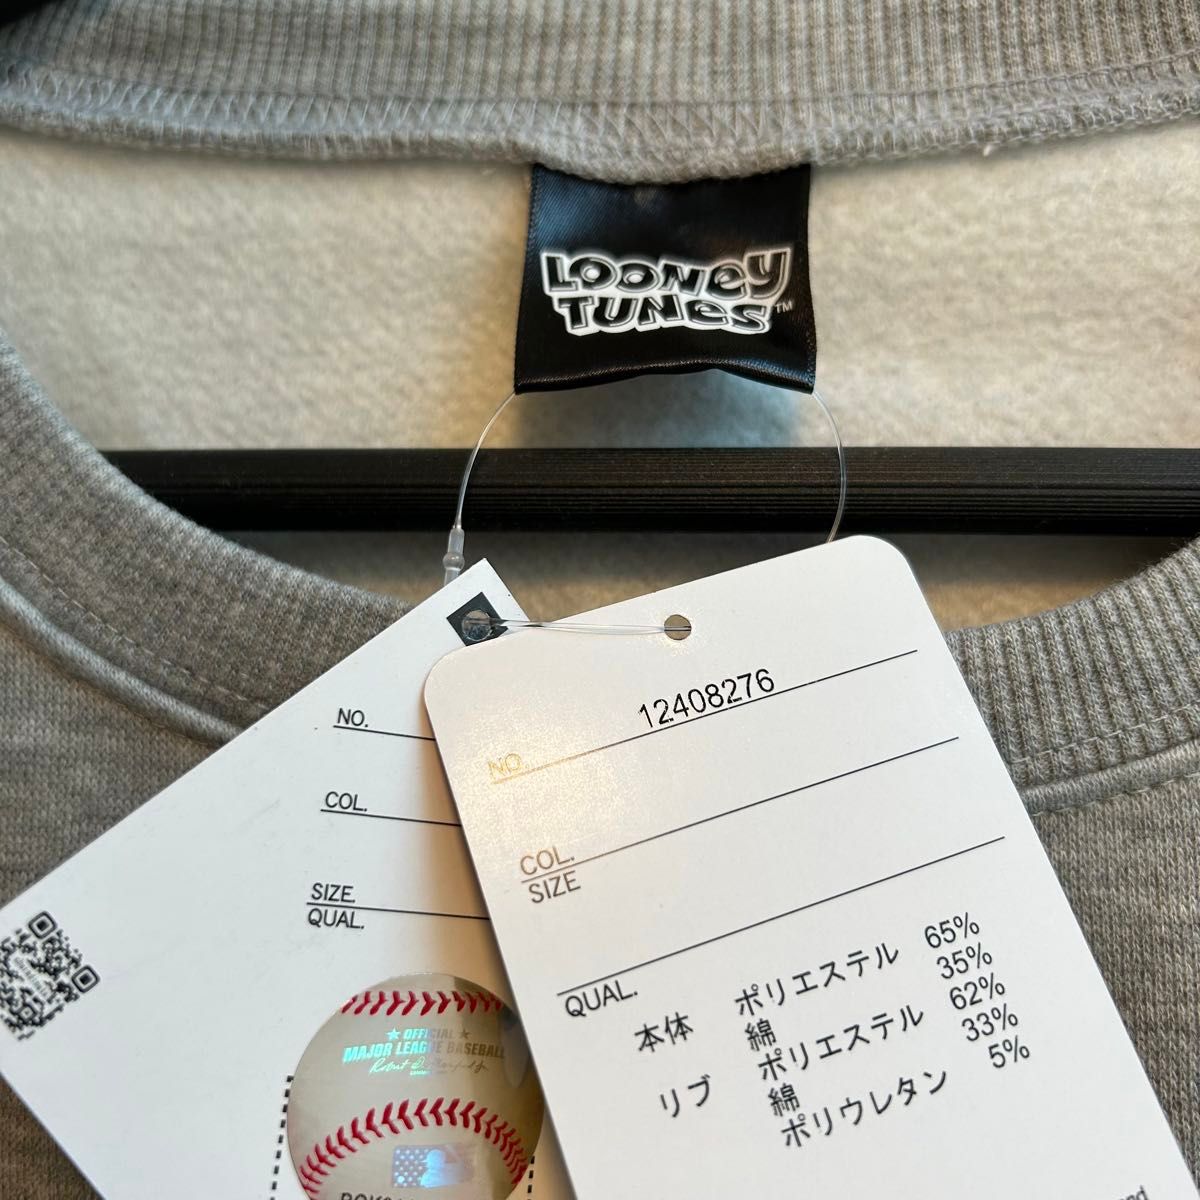 LOONEY
TUNES™
NO.
COL.
SIZE.
QUAL.
★ OFFICIAL ★
MAJOR LEAGUE BASEBALL
12408276
NO.
COL.
SIZE
QUAL.
本体 ポリエステル 65%
綿 35%
リブ ポリエステル 62%
綿 33%
ポリウレタン 5%